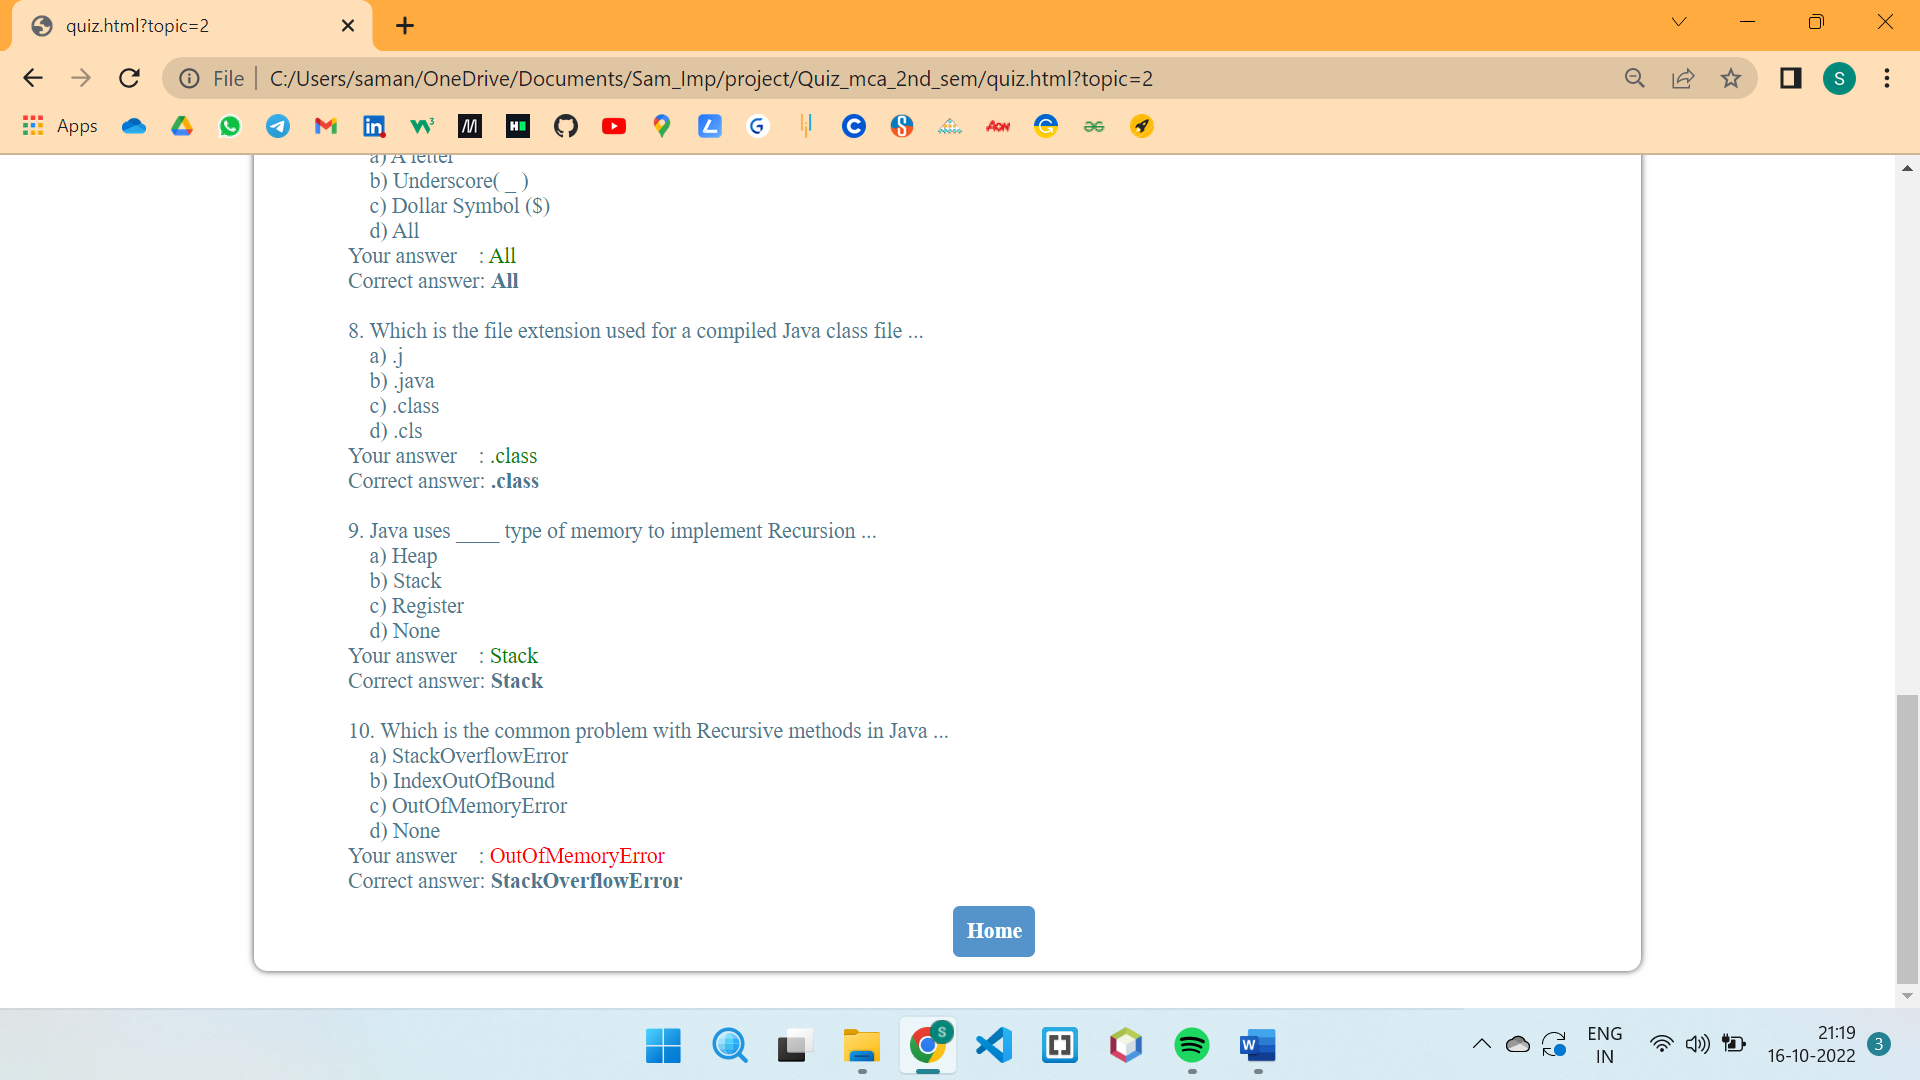 quiz.html?topic=2
File
C:/Users/saman/OneDrive/Documents/Sam_Imp/project/Quiz_mca_2nd_sem/quiz.html?topic=2
S
Apps
a) A letter
b) Underscore( _ )
c) Dollar Symbol ($)
d) All
Your answer : All
Correct answer: All
8. Which is the file extension used for a compiled Java class file ...
a) .j
b) .java
c) .class
d) .cls
Your answer : .class
Correct answer: .class
9. Java uses ____ type of memory to implement Recursion ...
a) Heap
b) Stack
c) Register
d) None
Your answer : Stack
Correct answer: Stack
10. Which is the common problem with Recursive methods in Java ...
a) StackOverflowError
b) IndexOutOfBound
c) OutOfMemoryError
d) None
Your answer : OutOfMemoryError
Correct answer: StackOverflowError
Home
ENG
IN
21:19
16-10-2022
3